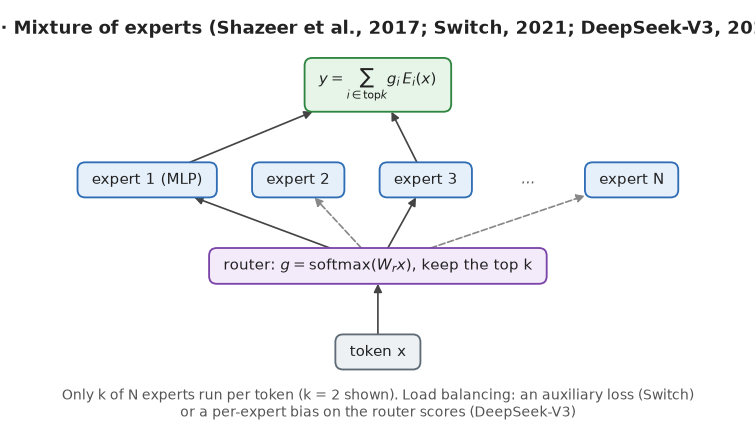 · Mixture of experts (Shazeer et al., 2017; Switch, 2021; DeepSeek-V3, 20
y = ∑ i ∈ topk g_i E_i(x)
expert 1 (MLP)
expert 2
expert 3
...
expert N
router: g = softmax(W_r x), keep the top k
token x
Only k of N experts run per token (k = 2 shown). Load balancing: an auxiliary loss (Switch)
or a per-expert bias on the router scores (DeepSeek-V3)